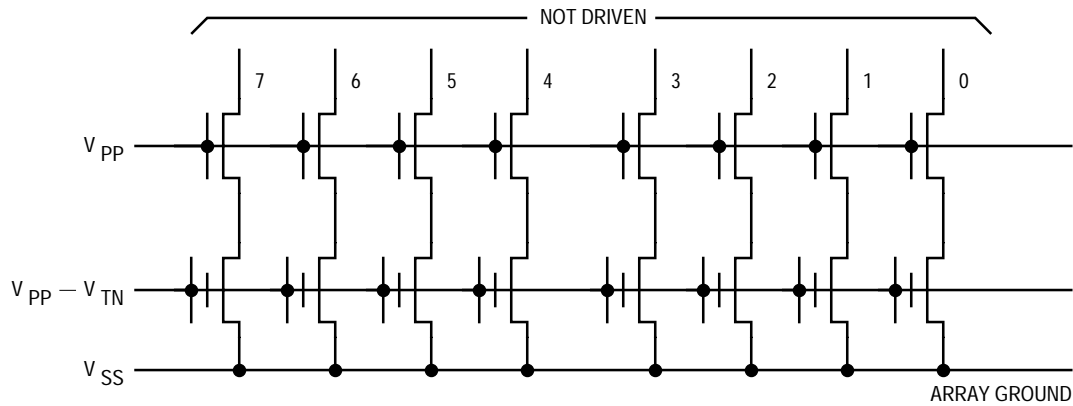 NOT DRIVEN
7 6 5 4 3 2 1 0
V PP
V PP — V TN
V SS
ARRAY GROUND